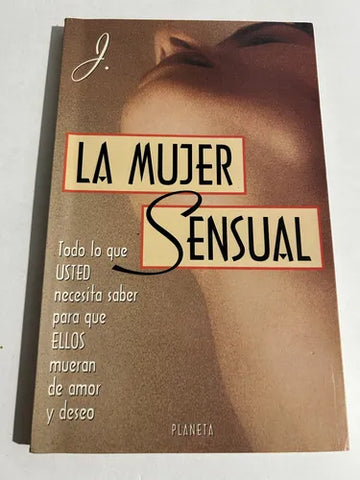 J.
LA MUJER
SENSUAL
Todo lo que
USTED
necesita saber
para que
ELLOS
mueran
de amor
y deseo
PLANETA